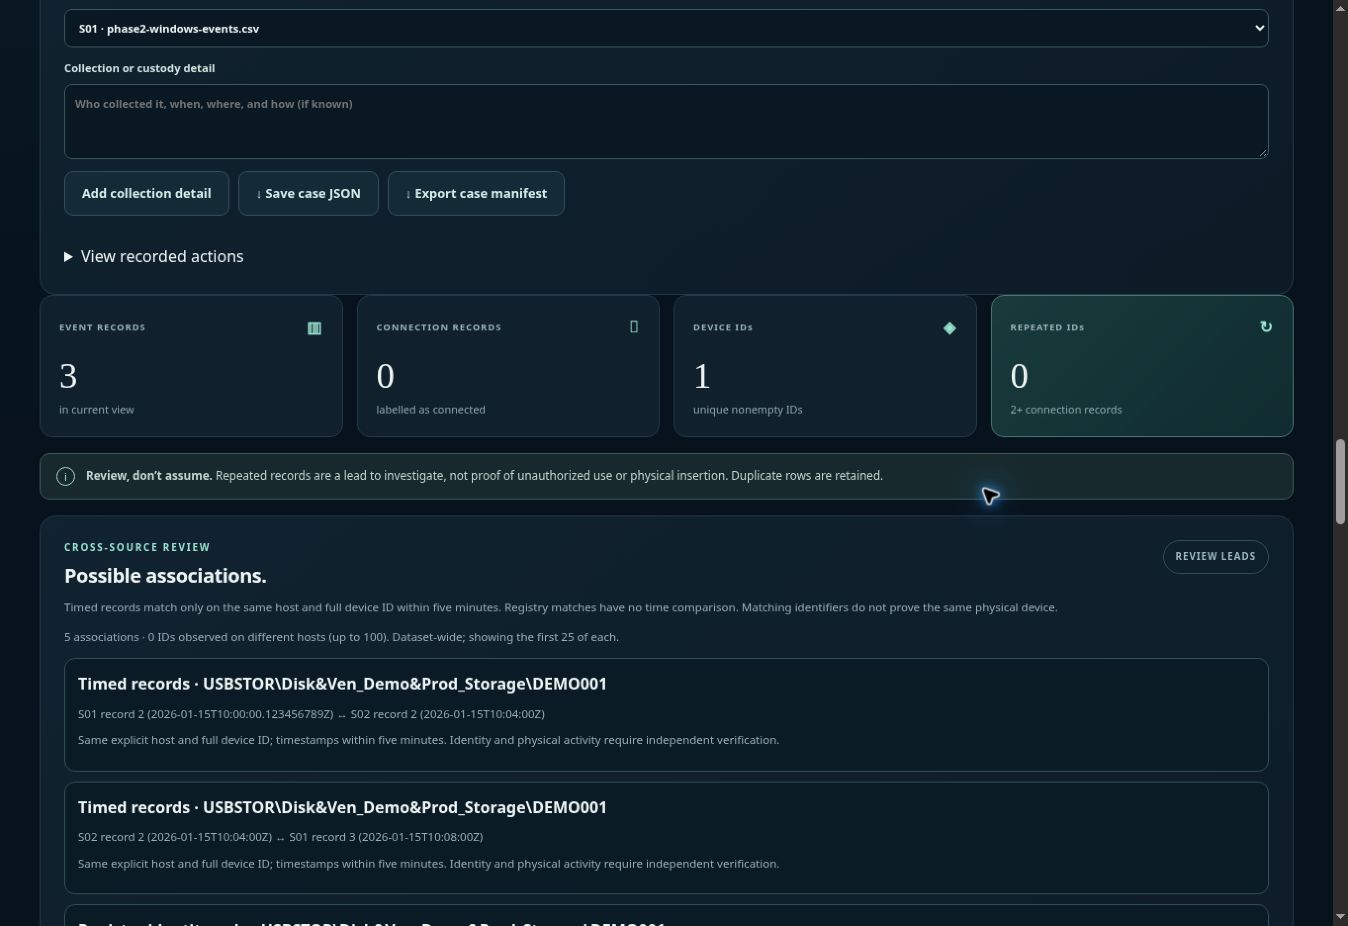 S01 · phase2-windows-events.csv
Collection or custody detail
Who collected it, when, where, and how (if known)
Add collection detail
↓ Save case JSON
↓ Export case manifest
▶ View recorded actions
EVENT RECORDS
3
in current view
CONNECTION RECORDS
0
labelled as connected
DEVICE IDs
1
unique nonempty IDs
REPEATED IDs
0
2+ connection records
Review, don’t assume. Repeated records are a lead to investigate, not proof of unauthorized use or physical insertion. Duplicate rows are retained.
CROSS-SOURCE REVIEW
REVIEW LEADS
Possible associations.
Timed records match only on the same host and full device ID within five minutes. Registry matches have no time comparison. Matching identifiers do not prove the same physical device.
5 associations · 0 IDs observed on different hosts (up to 100). Dataset-wide; showing the first 25 of each.
Timed records · USBSTOR\Disk&Ven_Demo&Prod_Storage\DEMO001
S01 record 2 (2026-01-15T10:00:00.123456789Z) ↔ S02 record 2 (2026-01-15T10:04:00Z)
Same explicit host and full device ID; timestamps within five minutes. Identity and physical activity require independent verification.
Timed records · USBSTOR\Disk&Ven_Demo&Prod_Storage\DEMO001
S02 record 2 (2026-01-15T10:04:00Z) ↔ S01 record 3 (2026-01-15T10:08:00Z)
Same explicit host and full device ID; timestamps within five minutes. Identity and physical activity require independent verification.